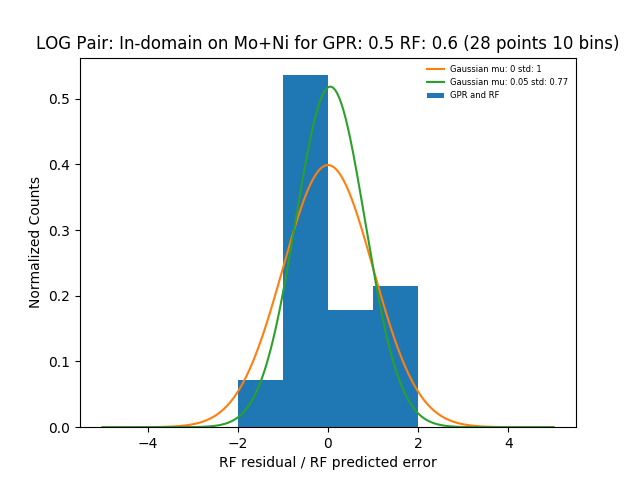 LOG Pair: In-domain on Mo+Ni for GPR: 0.5 RF: 0.6 (28 points 10 bins)
Gaussian mu: 0 std: 1
Gaussian mu: 0.05 std: 0.77
GPR and RF
Normalized Counts
0.5
0.4
0.3
0.2
0.1
0.0
−4 −2 0 2 4
RF residual / RF predicted error